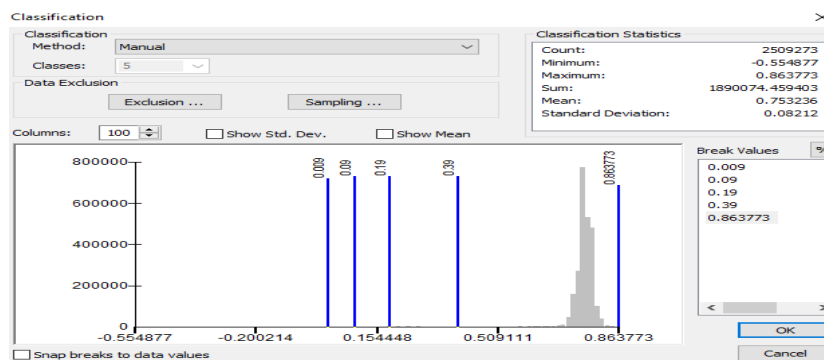 Classification
Classification
Method: Manual
Classes: 5
Data Exclusion
Exclusion ...
Sampling ...
Classification Statistics
Count: 2509273
Minimum: -0.554877
Maximum: 0.863773
Sum: 1890074.459403
Mean: 0.753236
Standard Deviation: 0.08212
Columns: 100
Show Std. Dev.
Show Mean
800000
600000
400000
200000
0
0.009
0.09
0.19
0.39
0.863773
-0.554877
-0.200214
0.154448
0.509111
0.863773
Break Values
%
0.009
0.09
0.19
0.39
0.863773
OK
Cancel
Snap breaks to data values